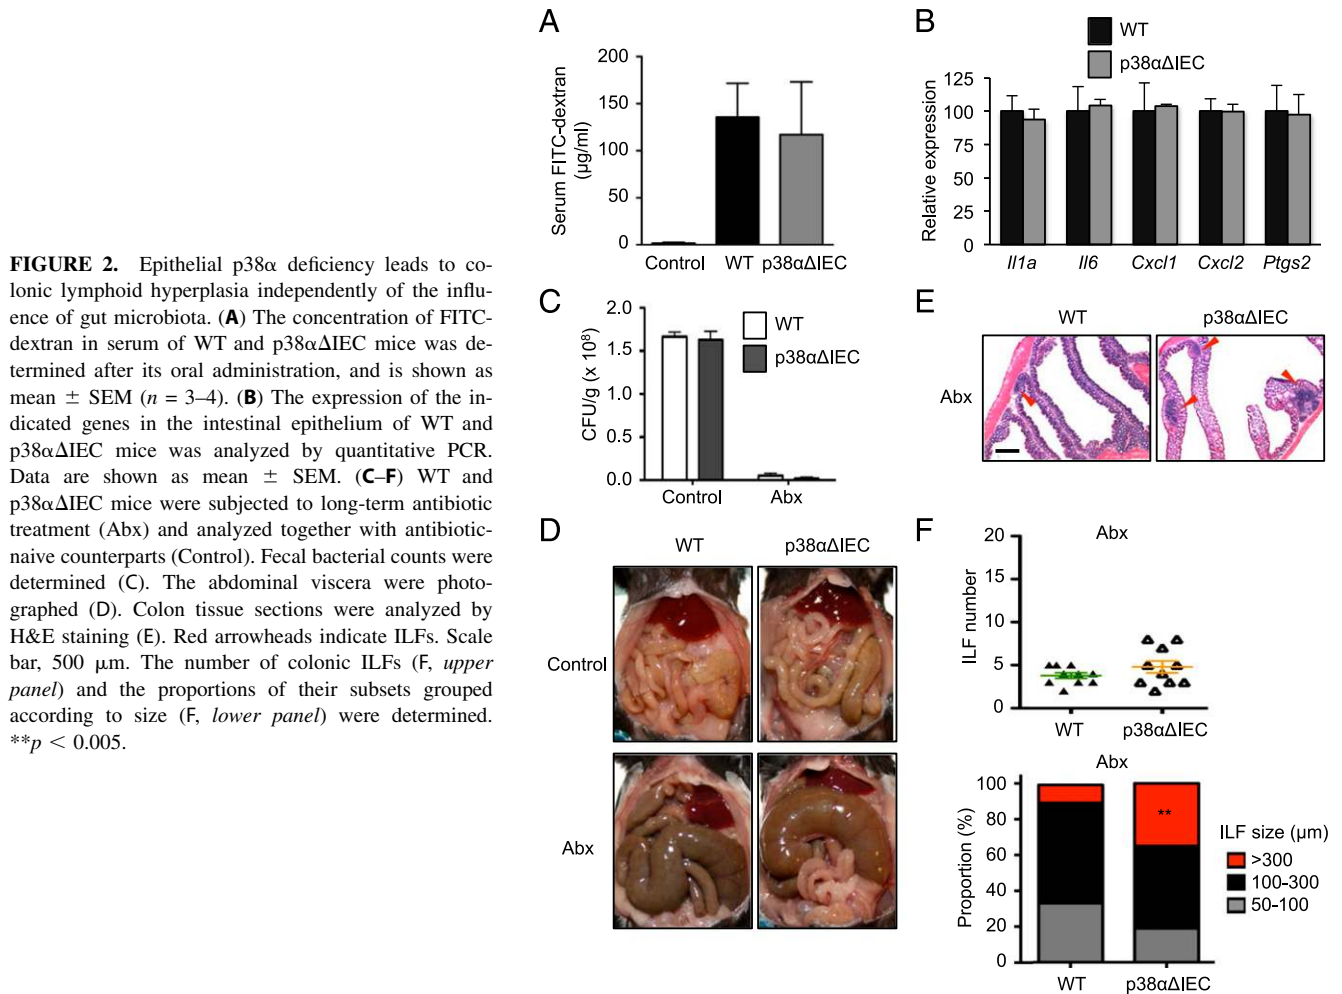 FIGURE 2. Epithelial p38α deficiency leads to co-
lonic lymphoid hyperplasia independently of the influ-
ence of gut microbiota. (A) The concentration of FITC-
dextran in serum of WT and p38αΔIEC mice was de-
termined after its oral administration, and is shown as
mean ± SEM (n = 3–4). (B) The expression of the in-
dicated genes in the intestinal epithelium of WT and
p38αΔIEC mice was analyzed by quantitative PCR.
Data are shown as mean ± SEM. (C–F) WT and
p38αΔIEC mice were subjected to long-term antibiotic
treatment (Abx) and analyzed together with antibiotic-
naive counterparts (Control). Fecal bacterial counts were
determined (C). The abdominal viscera were photo-
graphed (D). Colon tissue sections were analyzed by
H&E staining (E). Red arrowheads indicate ILFs. Scale
bar, 500 μm. The number of colonic ILFs (F, upper
panel) and the proportions of their subsets grouped
according to size (F, lower panel) were determined.
**p < 0.005.
A
Serum FITC-dextran
(μg/ml)
200
150
100
50
0
Control WT p38αΔIEC
B
WT
p38αΔIEC
Relative expression
125
100
75
50
25
0
Il1a Il6 Cxcl1 Cxcl2 Ptgs2
C
CFU/g (x 10⁸)
2.0
1.5
1.0
0.5
0.0
WT
p38αΔIEC
Control Abx
D
WT p38αΔIEC
Control
Abx
E
WT p38αΔIEC
Abx
F
Abx
ILF number
20
15
10
5
0
WT p38αΔIEC
Abx
Proportion (%)
100
80
60
40
20
0
**
WT p38αΔIEC
ILF size (μm)
>300
100-300
50-100